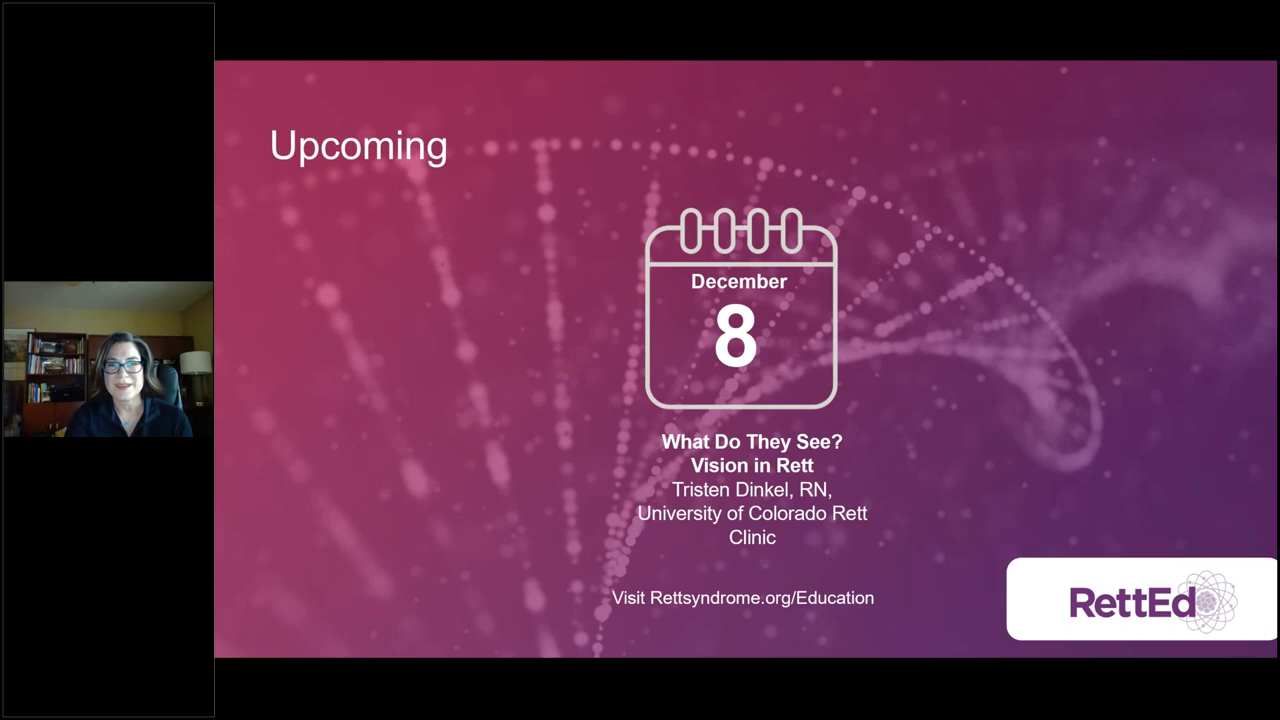 Upcoming
December
8
What Do They See?
Vision in Rett
Tristen Dinkel, RN,
University of Colorado Rett
Clinic
Visit Rettsyndrome.org/Education
RettEd